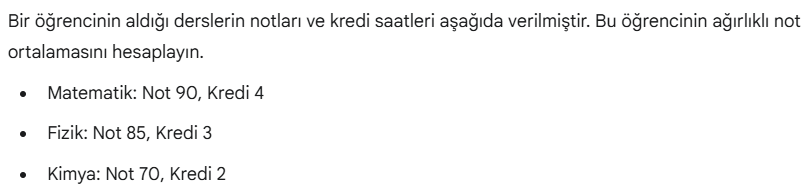 Bir öğrencinin aldığı derslerin notları ve kredi saatleri aşağıda verilmiştir. Bu öğrencinin ağırlıklı not
ortalamasını hesaplayın.
• Matematik: Not 90, Kredi 4
• Fizik: Not 85, Kredi 3
• Kimya: Not 70, Kredi 2